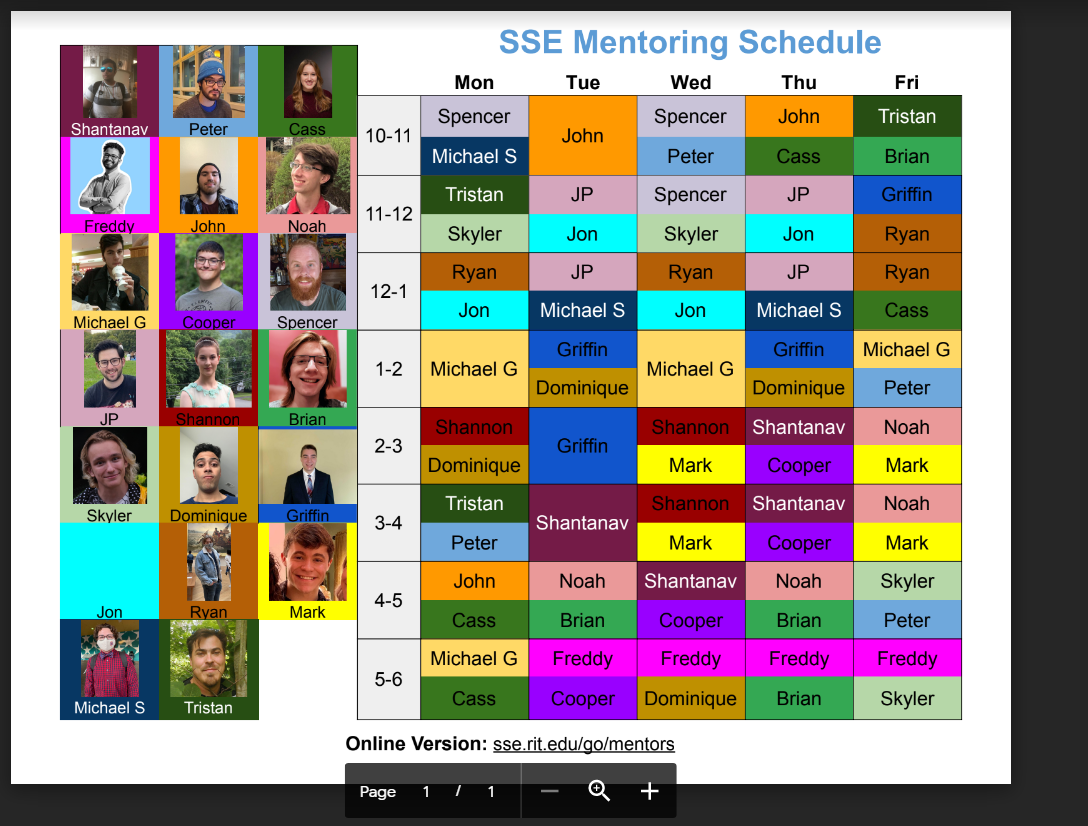 SSE Mentoring Schedule
Shantanav Peter Cass
Freddy John Noah
Michael G Cooper Spencer
JP Shannon Brian
Skyler Dominique Griffin
Jon Ryan Mark
Michael S Tristan
Mon Tue Wed Thu Fri
10-11
Spencer John Spencer John Tristan
Michael S Peter Cass Brian
11-12
Tristan JP Spencer JP Griffin
Skyler Jon Skyler Jon Ryan
12-1
Ryan JP Ryan JP Ryan
Jon Michael S Jon Michael S Cass
1-2
Michael G Griffin Michael G Griffin Michael G
Dominique Dominique Peter
2-3
Shannon Griffin Shannon Shantanav Noah
Dominique Mark Cooper Mark
3-4
Tristan Shantanav Shannon Shantanav Noah
Peter Mark Cooper Mark
4-5
John Noah Shantanav Noah Skyler
Cass Brian Cooper Brian Peter
5-6
Michael G Freddy Freddy Freddy Freddy
Cass Cooper Dominique Brian Skyler
Online Version: sse.rit.edu/go/mentors
Page 1 / 1